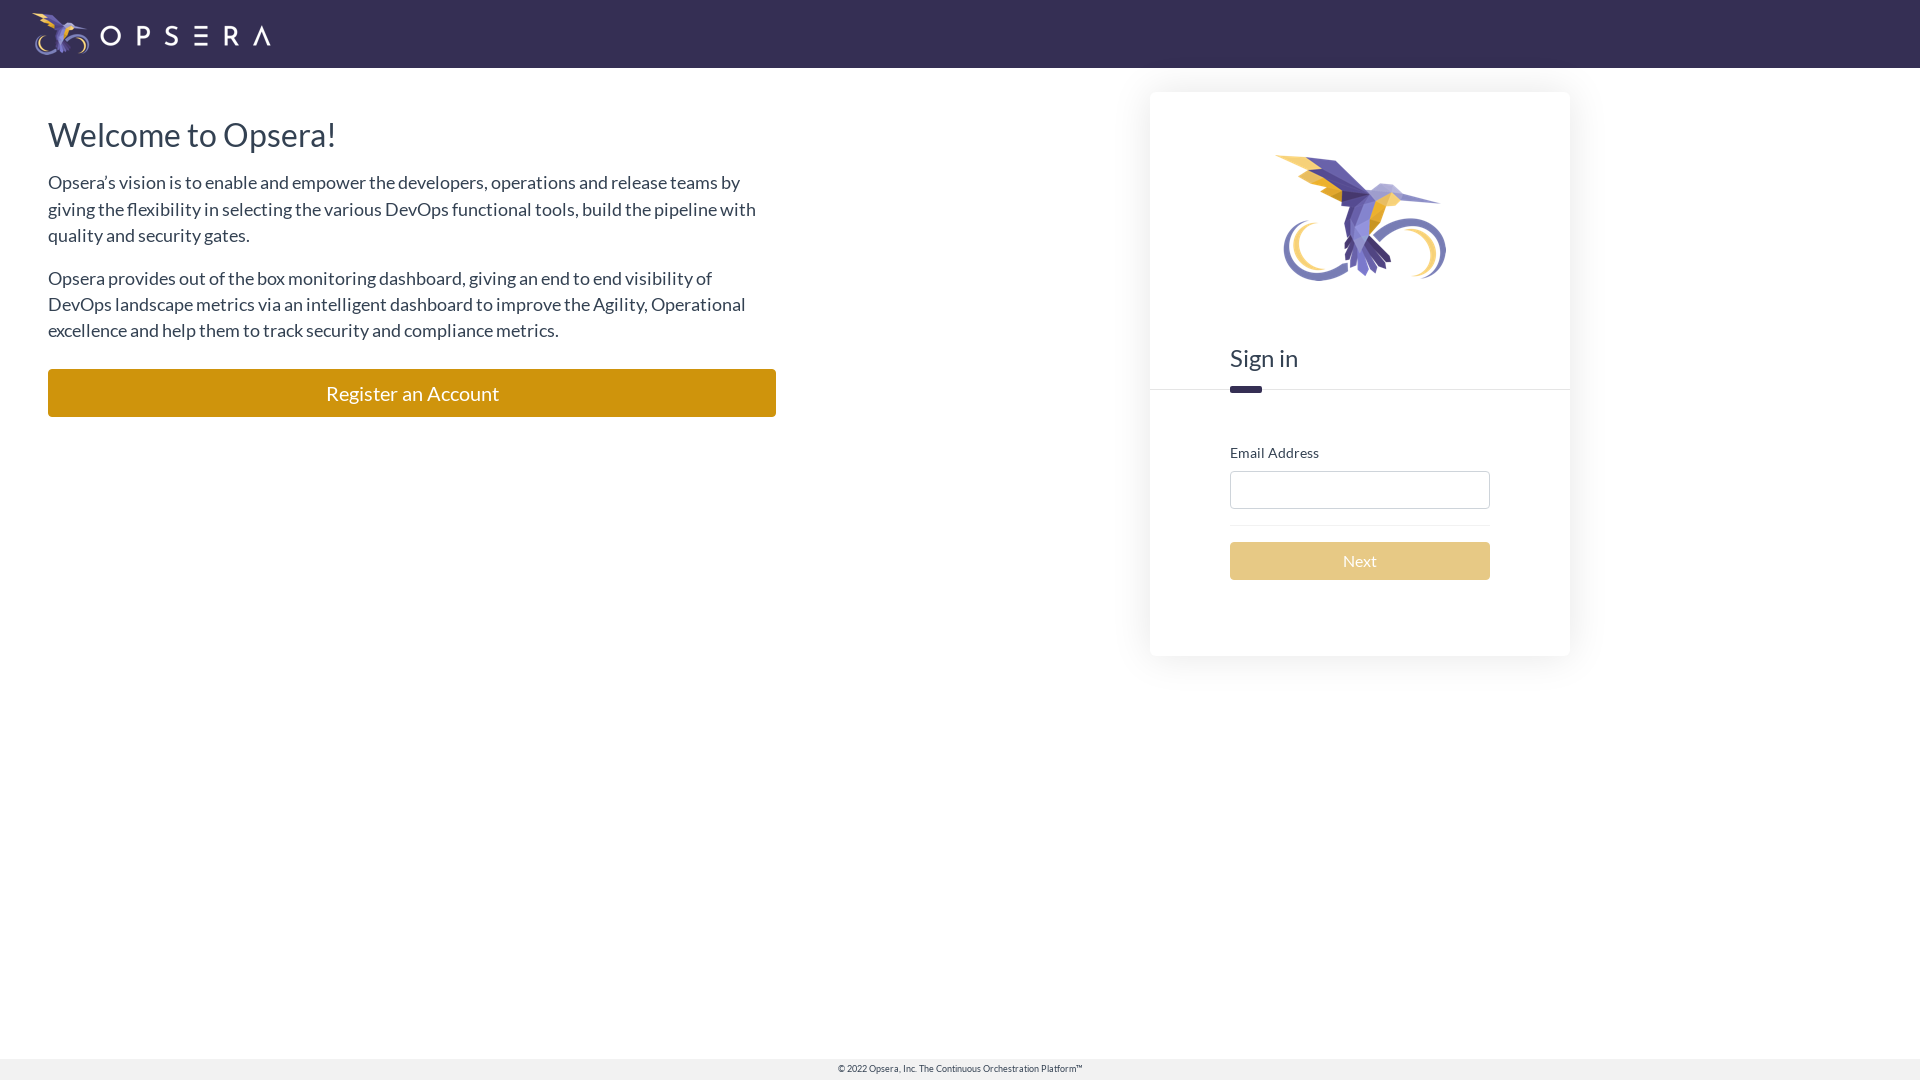 OPSERA
Welcome to Opsera!
Opsera’s vision is to enable and empower the developers, operations and release teams by
giving the flexibility in selecting the various DevOps functional tools, build the pipeline with
quality and security gates.
Opsera provides out of the box monitoring dashboard, giving an end to end visibility of
DevOps landscape metrics via an intelligent dashboard to improve the Agility, Operational
excellence and help them to track security and compliance metrics.
Register an Account
Sign in
Email Address
Next
© 2022 Opsera, Inc. The Continuous Orchestration Platform™